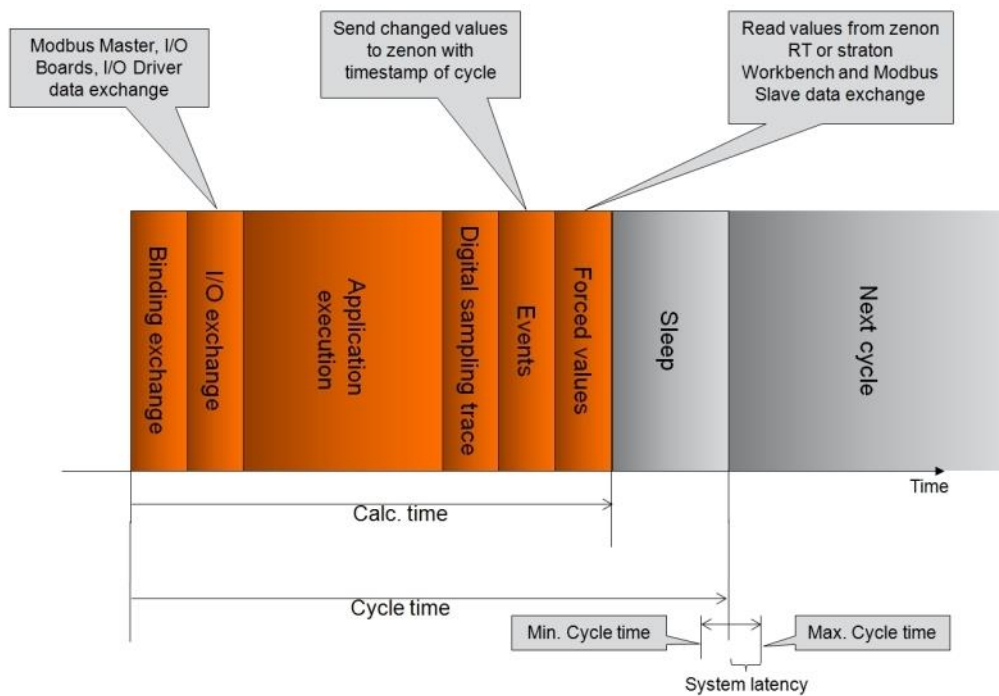 Modbus Master, I/O
Boards, I/O Driver
data exchange
Send changed values
to zenon with
timestamp of cycle
Read values from zenon
RT or straton
Workbench and Modbus
Slave data exchange
Binding exchange
I/O exchange
Application
execution
Digital sampling trace
Events
Forced values
Sleep
Next cycle
Time
Calc. time
Cycle time
Min. Cycle time
Max. Cycle time
System latency